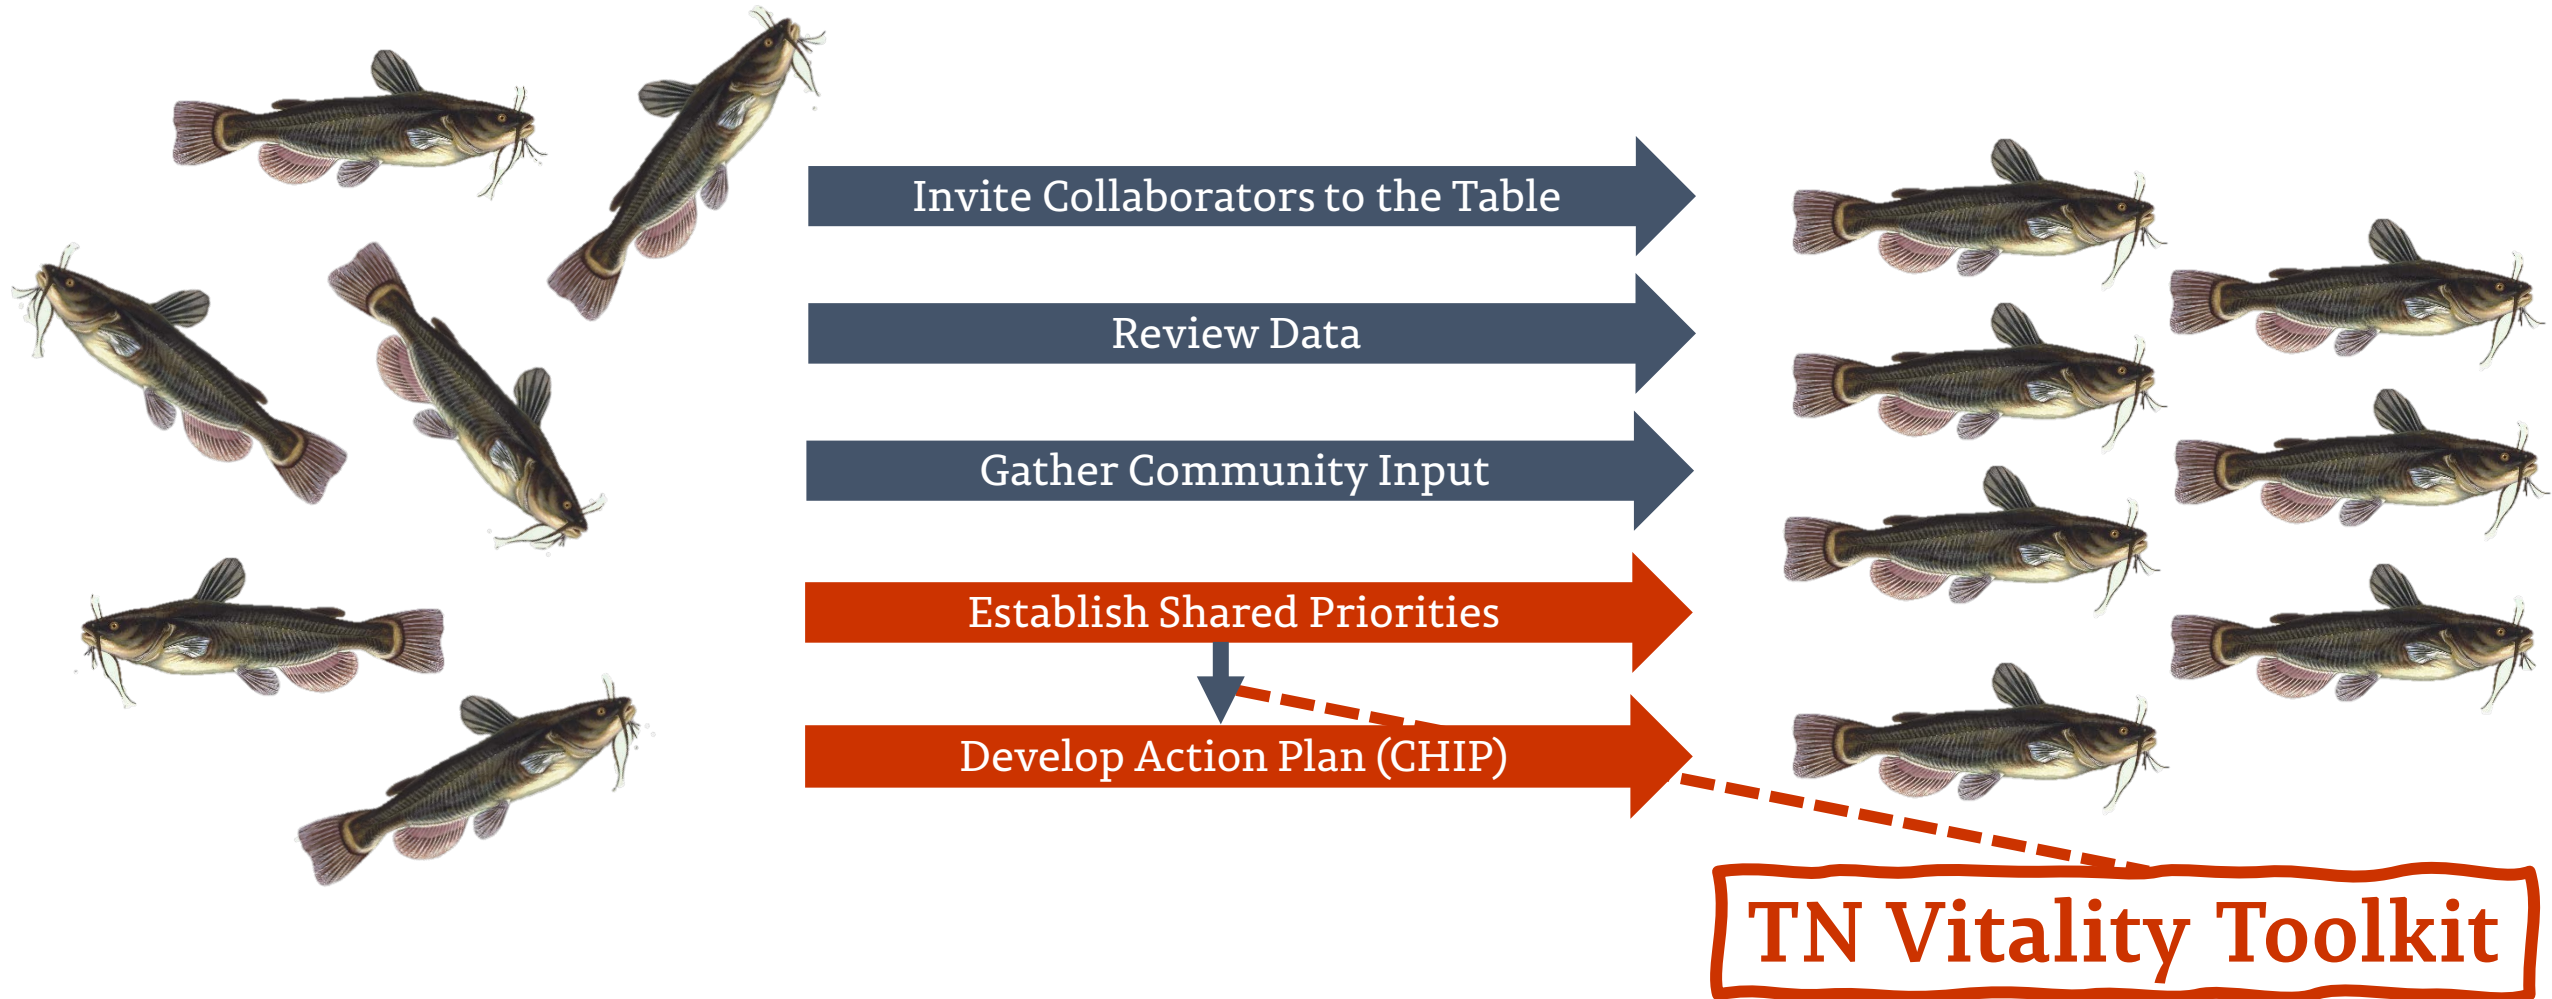 Invite Collaborators to the Table
Review Data
Gather Community Input
Establish Shared Priorities
Develop Action Plan (CHIP)
TN Vitality Toolkit